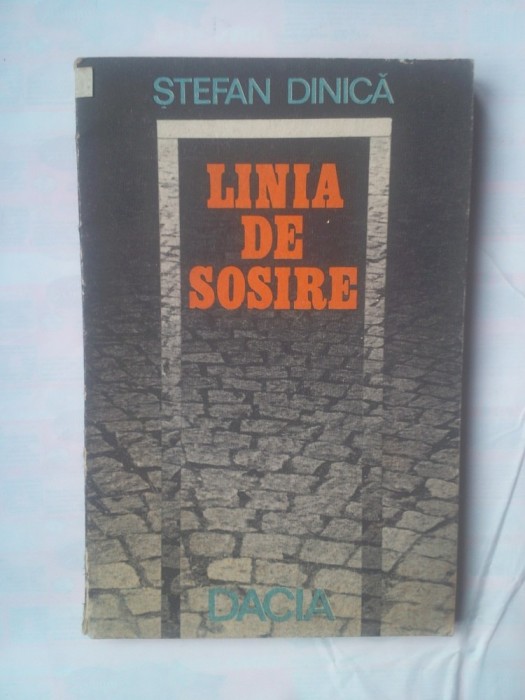 ȘTEFAN DINICĂ
LINIA
DE
SOSIRE
DACIA